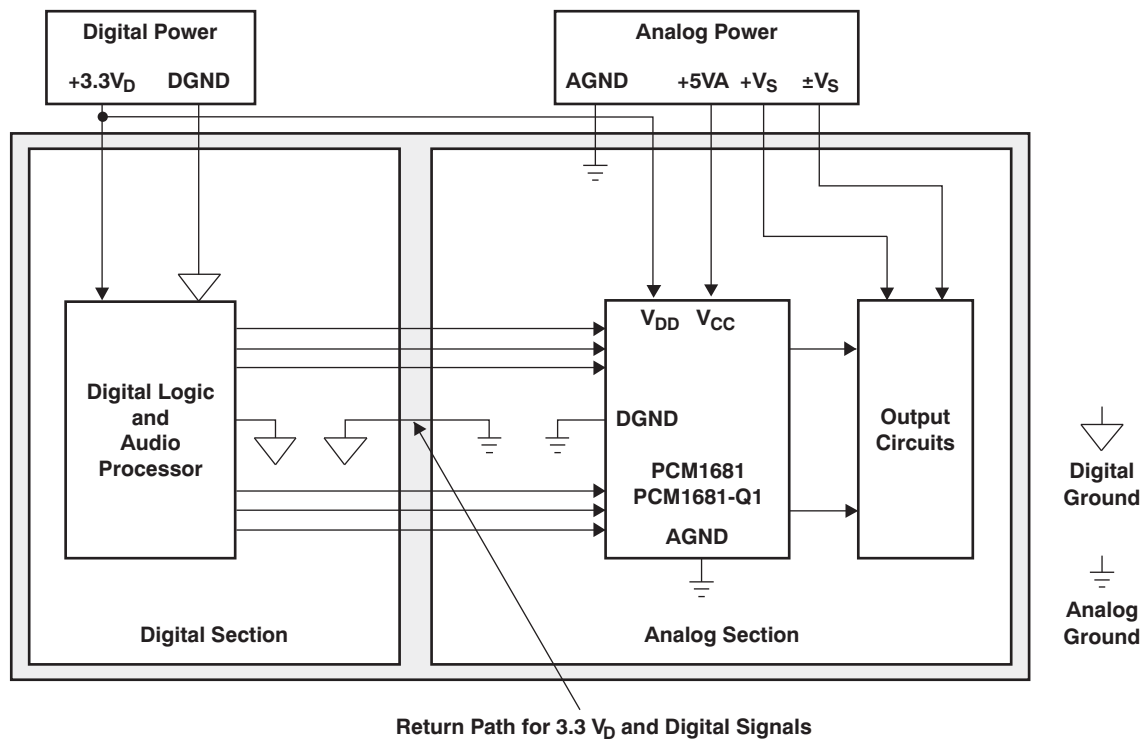 Digital Power
+3.3VD DGND
Analog Power
AGND +5VA +VS ±VS
VDD VCC
Digital Logic
and
Audio
Processor
DGND
PCM1681
PCM1681-Q1
AGND
Output
Circuits
Digital
Ground
Analog
Ground
Digital Section
Analog Section
Return Path for 3.3 VD and Digital Signals